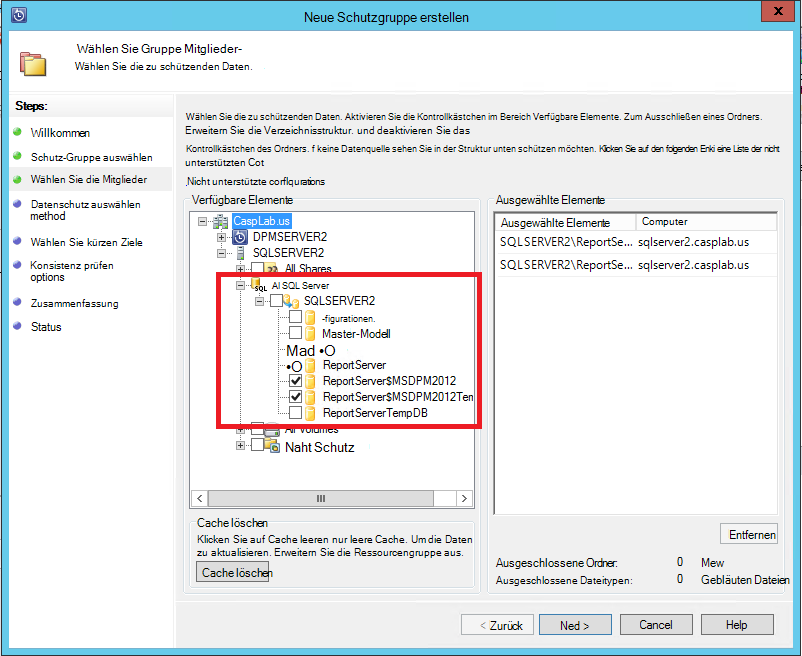 Neue Schutzgruppe erstellen
X
Wählen Sie Gruppe Mitglieder-
Wählen Sie die zu schützenden Daten.
Steps:
Willkommen
Schutz-Gruppe auswählen
Wählen Sie die Mitglieder
Datenschutz auswählen
method
Wählen Sie kürzen Ziele
Konsistenz prüfen
options
Zusammenfassung
Status
Wählen Sie die zu schützenden Daten. Aktivieren Sie die Kontrollkästchen im Bereich Verfügbare Elemente. Zum Ausschließen eines Ordners.
Erweitern Sie die Verzeichnisstruktur. und deaktivieren Sie das
Kontrollkästchen des Ordners. f keine Datenquelle sehen Sie in der Struktur unten schützen möchten. Klicken Sie auf den folgenden Enki eine Liste der nicht
unterstützten Cot
Nicht unterstützte corflqurations
Verfügbare Elemente
CaspLab.us
DPMSERVER2
SQLSERVER2
All Shares
SQL AI SQL Server
SQLSERVER2
-figurationen.
Master-Modell
Mad •O
•O ReportServer
ReportServer$MSDPM2012
ReportServer$MSDPM2012Tem
ReportServerTempDB
All Volumes
Naht Schutz
Cache löschen
Klicken Sie auf Cache leeren nur leere Cache. Um die Daten
zu aktualisieren. Erweitern Sie die Ressourcengruppe aus.
Cache löschen
Ausgewählte Elemente
Ausgewählte Elemente Computer
SQLSERVER2\ReportSe... sqlserver2.casplab.us
SQLSERVER2\ReportSe... sqlserver2.casplab.us
Entfernen
Ausgeschlossene Ordner: 0 Mew
Ausgeschlossene Dateitypen: 0 Gebläuten Dateien
< Zurück Ned > Cancel Help